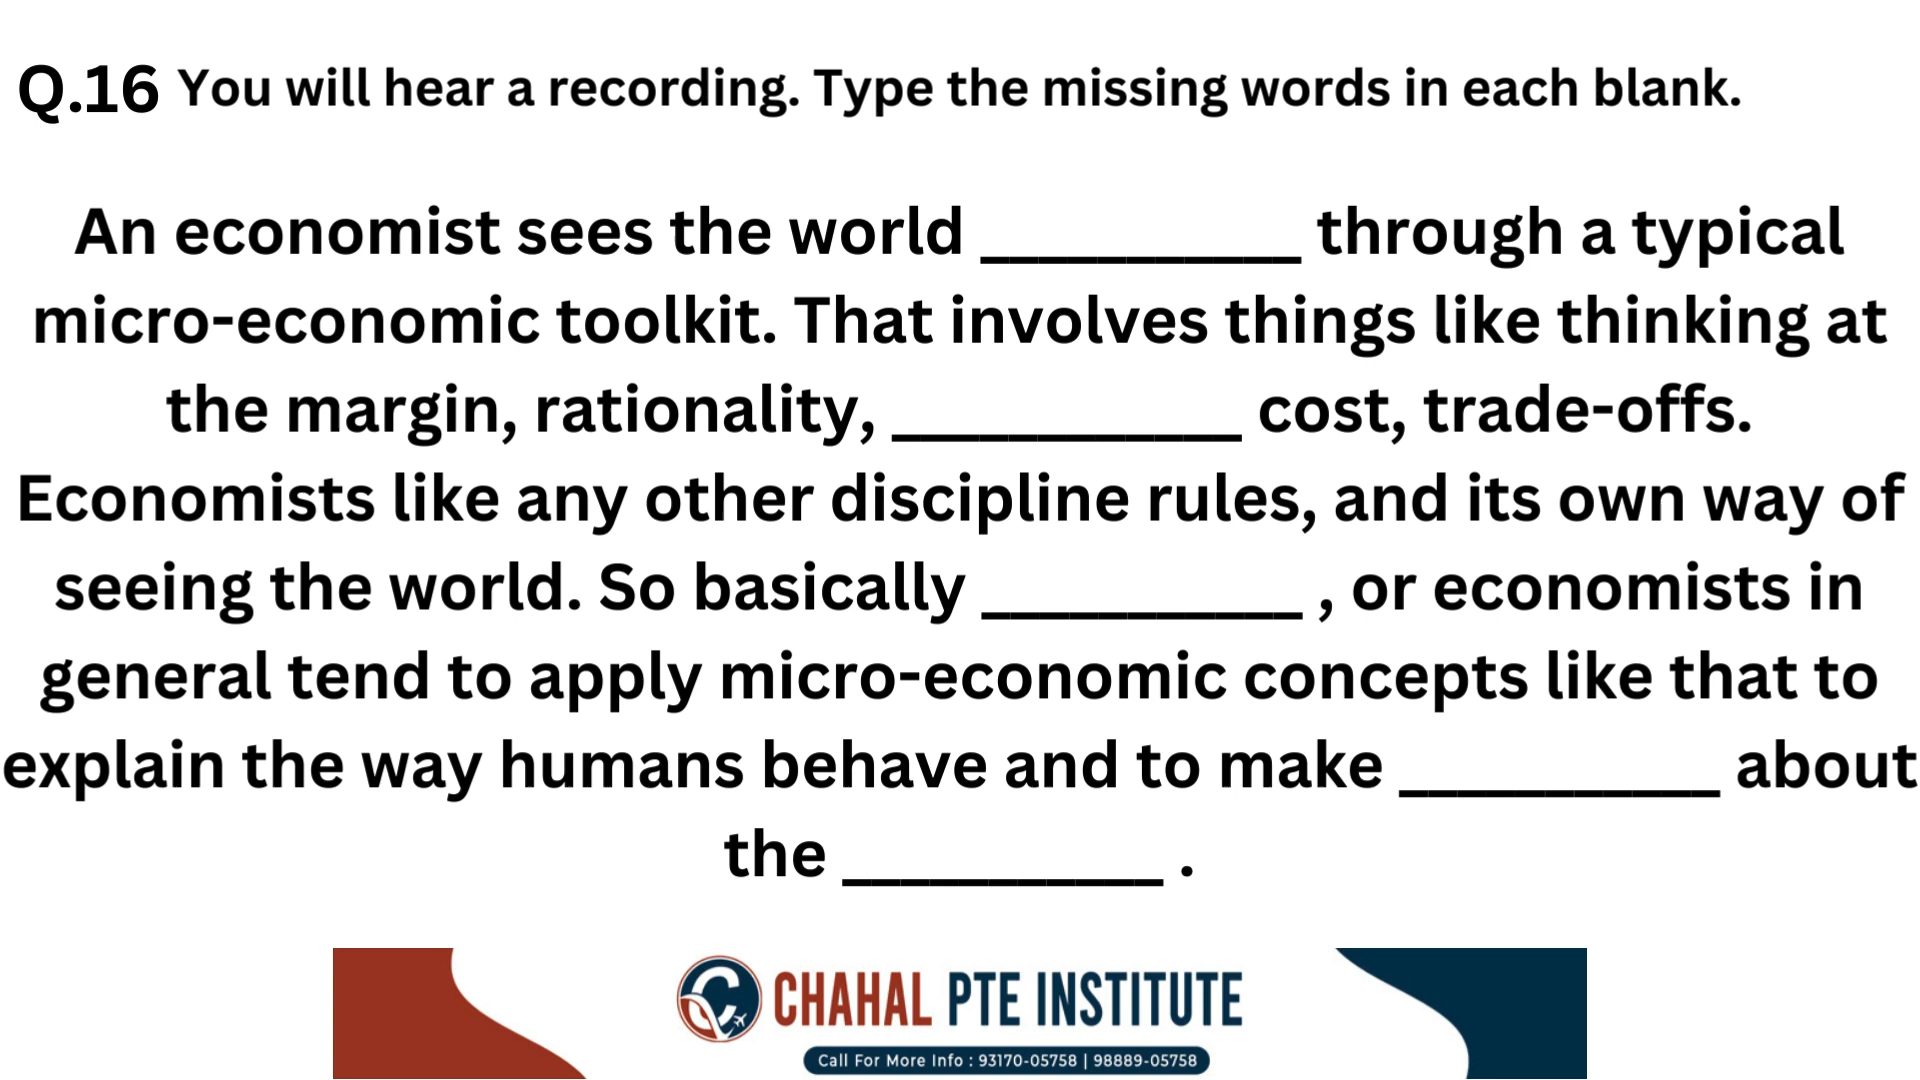 Q.16 You will hear a recording. Type the missing words in each blank.
An economist sees the world ___________ through a typical
micro-economic toolkit. That involves things like thinking at
the margin, rationality, ____________ cost, trade-offs.
Economists like any other discipline rules, and its own way of
seeing the world. So basically ___________ , or economists in
general tend to apply micro-economic concepts like that to
explain the way humans behave and to make ___________ about
the ___________ .
CHAHAL PTE INSTITUTE
Call For More Info : 93170-05758 | 98889-05758